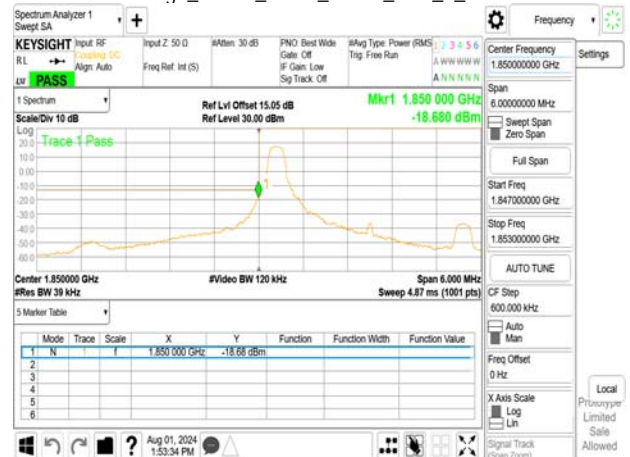 Spectrum Analyzer 1
Swept SA
+
Frequency
KEYSIGHT Input: RF
RL Coupling: DC
Align: Auto
LW PASS
Input Z: 50 Ω
Freq Ref: Int (S)
#Atten: 30 dB
PNO: Best Wide
Gate: Off
IF Gain: Low
Sig Track: Off
#Avg Type: Power (RMS
Trig: Free Run
1 2 3 4 5 6
A W W W W W
A N N N N N
Center Frequency
1.850000000 GHz
Settings
Span
6.00000000 MHz
Swept Span
Zero Span
Full Span
Start Freq
1.847000000 GHz
Stop Freq
1.853000000 GHz
AUTO TUNE
CF Step
600.000 kHz
Auto
Man
Freq Offset
0 Hz
X Axis Scale
Log
Lin
Signal Track
(Span Zoom)
Local
Prototype
Limited
Sale
Allowed
1 Spectrum
Scale/Div 10 dB
Ref Lvl Offset 15.05 dB
Ref Level 30.00 dBm
Mkr1 1.850 000 GHz
-18.680 dBm
Log
Trace 1 Pass
20.0
10.0
0.00
-10.0
-20.0
-30.0
-40.0
-50.0
-60.0
1
Center 1.850000 GHz
#Res BW 39 kHz
#Video BW 120 kHz
Span 6.000 MHz
Sweep 4.87 ms (1001 pts)
5 Marker Table
Mode Trace Scale X Y Function Function Width Function Value
1 N 1 f 1.850 000 GHz -18.68 dBm
2
3
4
5
6
?
Aug 01, 2024
1:53:34 PM